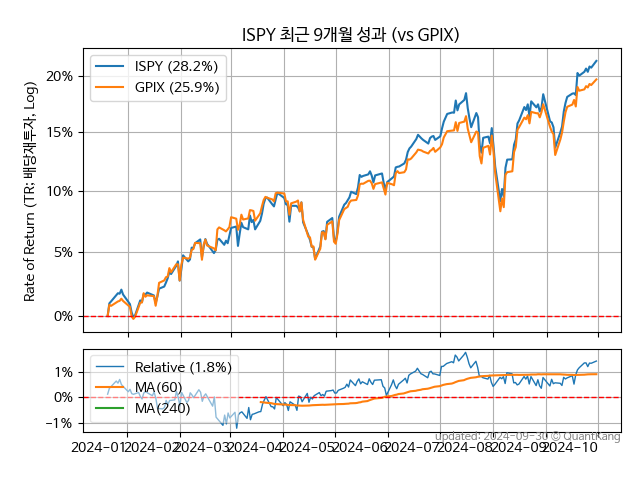 ISPY 최근 9개월 성과 (vs GPIX)
Rate of Return (TR: 배당재투자, Log)
20%
15%
10%
5%
0%
ISPY (28.2%)
GPIX (25.9%)
1%
0%
−1%
Relative (1.8%)
MA(60)
MA(240)
2024-01 2024-02 2024-03 2024-04 2024-05 2024-06 2024-07 2024-08 2024-09 2024-10
updated: 2024-09-30 © QuantKang